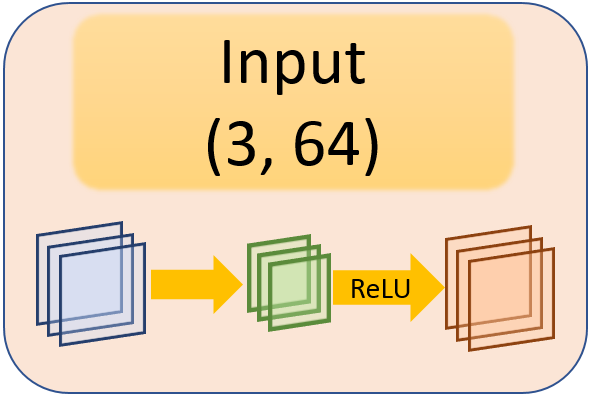 Input
(3, 64)
ReLU